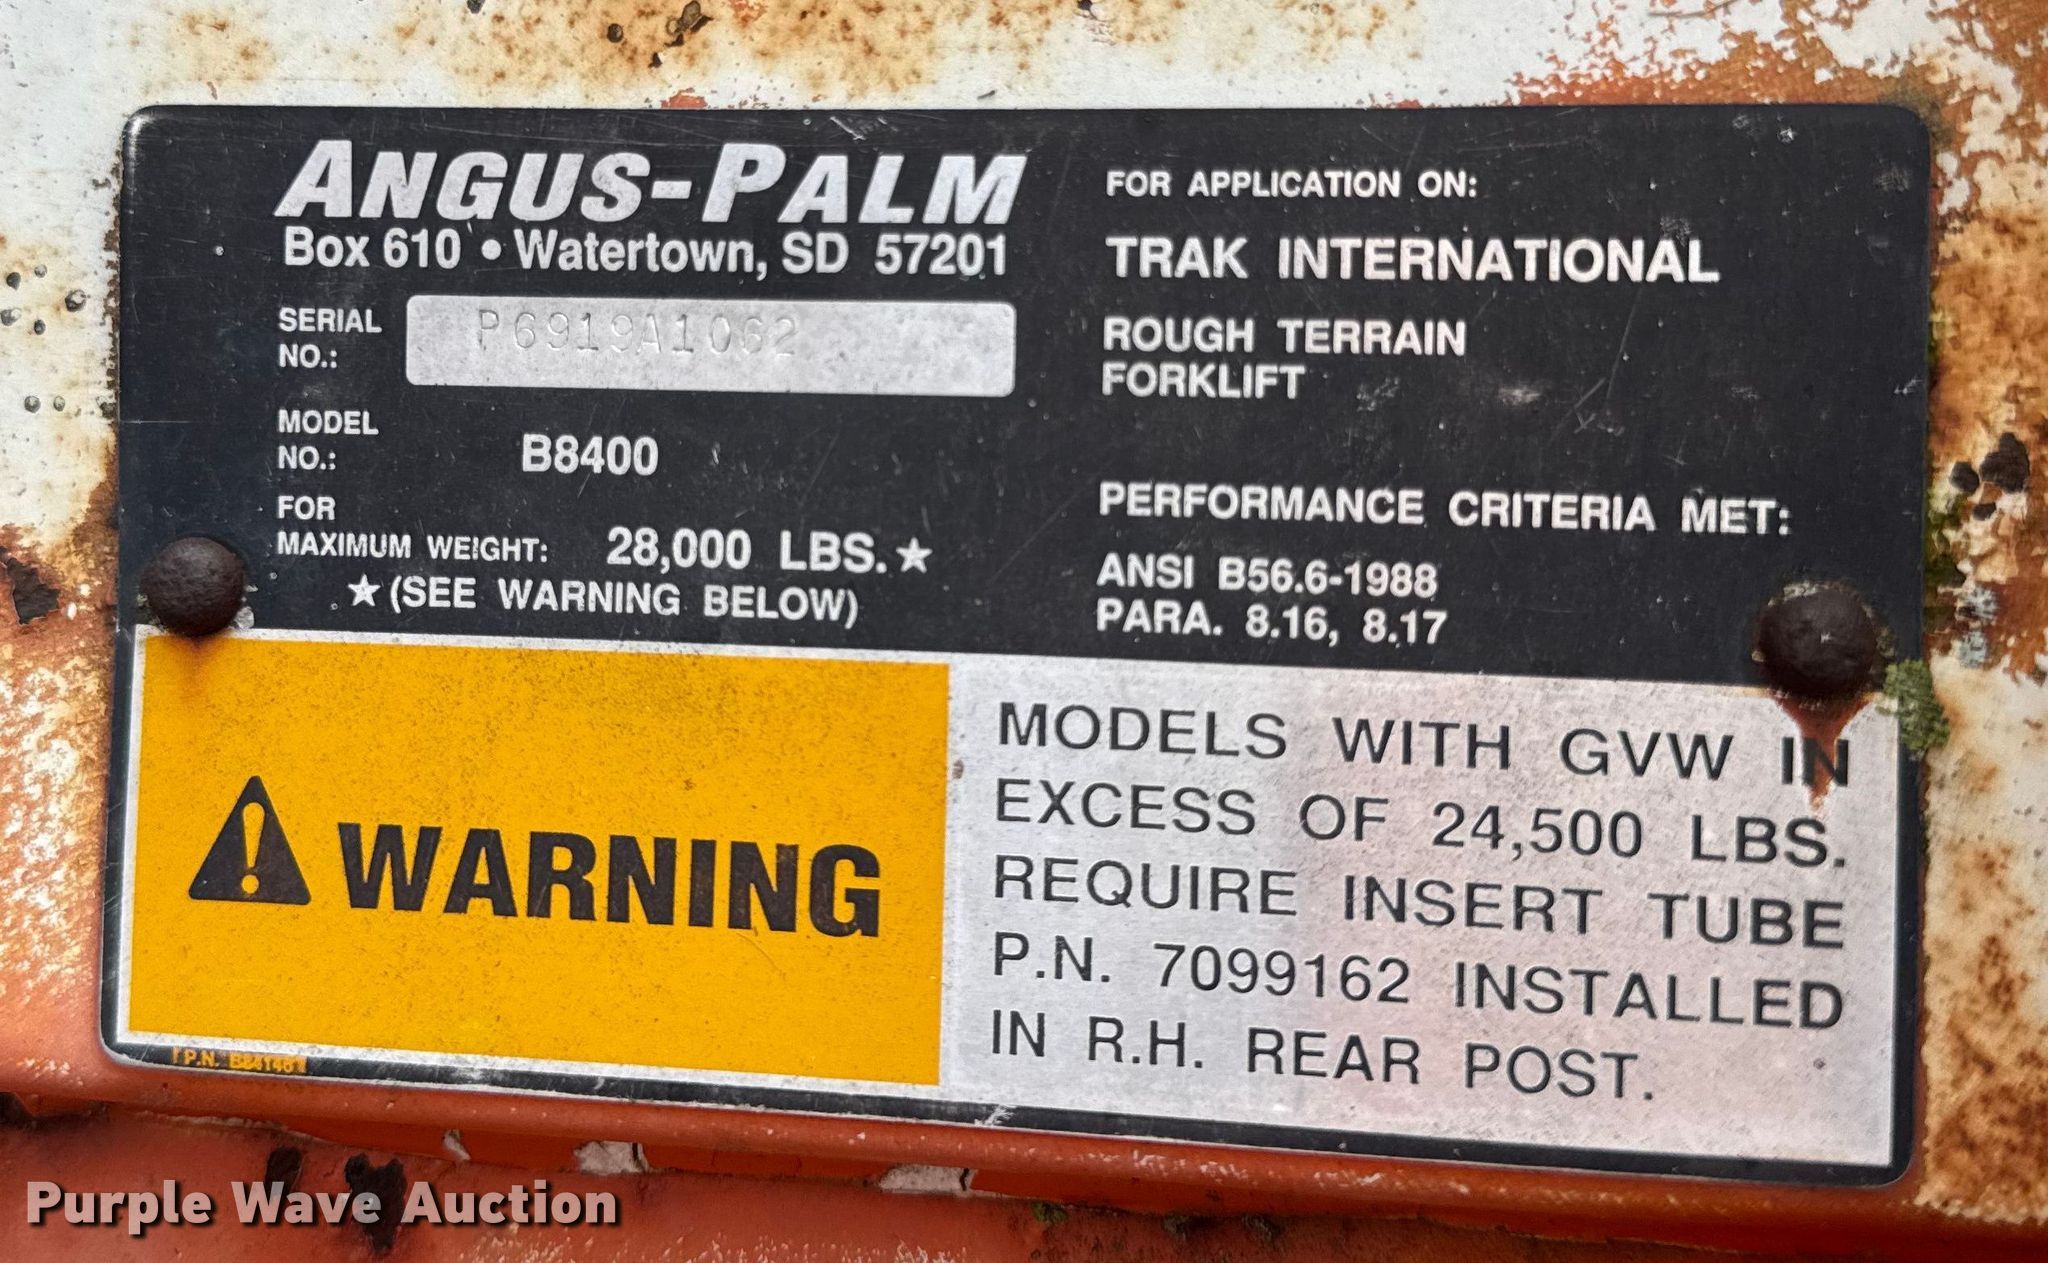 ANGUS-PALM
Box 610 • Watertown, SD 57201
SERIAL NO.: P6919A1062
MODEL NO.: B8400
FOR
MAXIMUM WEIGHT: 28,000 LBS.★
★(SEE WARNING BELOW)
FOR APPLICATION ON:
TRAK INTERNATIONAL
ROUGH TERRAIN
FORKLIFT
PERFORMANCE CRITERIA MET:
ANSI B56.6-1988
PARA. 8.16, 8.17
WARNING
MODELS WITH GVW IN
EXCESS OF 24,500 LBS.
REQUIRE INSERT TUBE
P.N. 7099162 INSTALLED
IN R.H. REAR POST.
P.N.
Purple Wave Auction